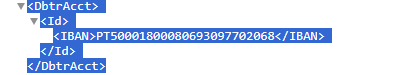 <DbtrAcct>
<Id>
<IBAN>PT50001800080693097702068</IBAN>
</Id>
</DbtrAcct>